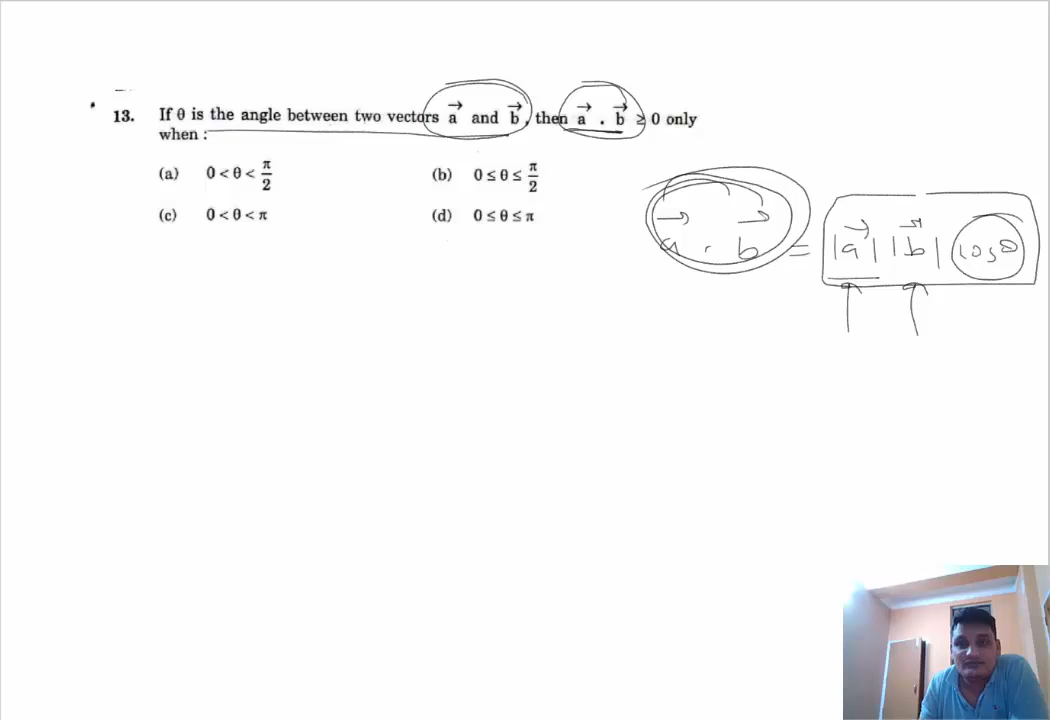 13. If θ is the angle between two vectors a⃗ and b⃗, then a⃗ . b⃗ ≥ 0 only
when :
(a) 0 < θ < π/2
(b) 0 ≤ θ ≤ π/2
(c) 0 < θ < π
(d) 0 ≤ θ ≤ π
a⃗ . b⃗ = |a⃗| |b⃗| cosθ